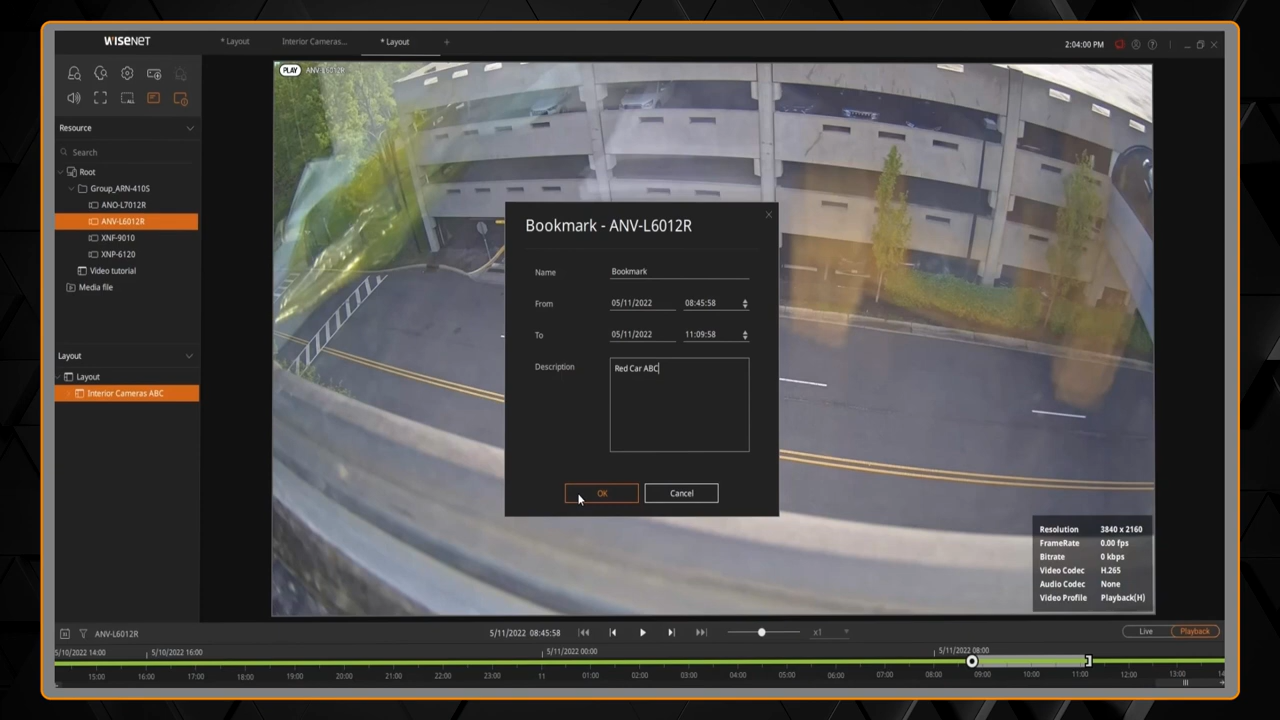 WISENET
* Layout
Interior Cameras...
* Layout
+
2:04:00 PM
Resource
Search
Root
Group_ARN-410S
ANO-L7012R
ANV-L6012R
XNF-9010
XNP-6120
Video tutorial
Media file
Layout
Layout
Interior Cameras ABC
PLAY ANV-L6012R
Bookmark - ANV-L6012R
Name Bookmark
From 05/11/2022 08:45:58
To 05/11/2022 11:09:58
Description Red Car ABC
OK Cancel
Resolution 3840 x 2160
FrameRate 0.00 fps
Bitrate 0 kbps
Video Codec H.265
Audio Codec None
Video Profile Playback(H)
ANV-L6012R
5/11/2022 08:45:58
x1
Live Playback
5/10/2022 14:00 5/10/2022 16:00 5/11/2022 00:00 5/11/2022 08:00
15:00 16:00 17:00 18:00 19:00 20:00 21:00 22:00 23:00 11 01:00 02:00 03:00 04:00 05:00 06:00 07:00 08:00 09:00 10:00 11:00 12:00 13:00